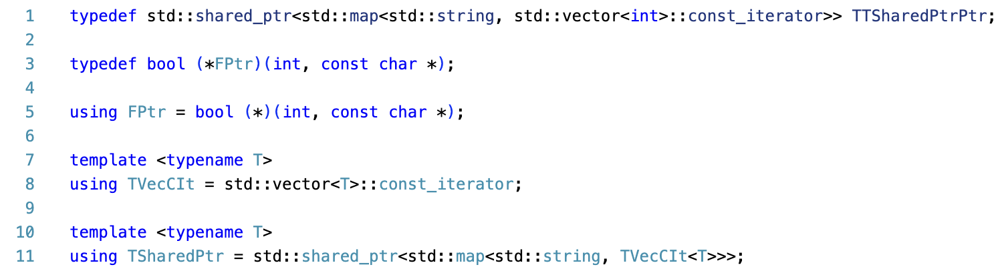 1 typedef std::shared_ptr<std::map<std::string, std::vector<int>::const_iterator>> TTSharedPtrPtr;
2
3 typedef bool (*FPtr)(int, const char *);
4
5 using FPtr = bool (*)(int, const char *);
6
7 template <typename T>
8 using TVecCIt = std::vector<T>::const_iterator;
9
10 template <typename T>
11 using TSharedPtr = std::shared_ptr<std::map<std::string, TVecCIt<T>>>;